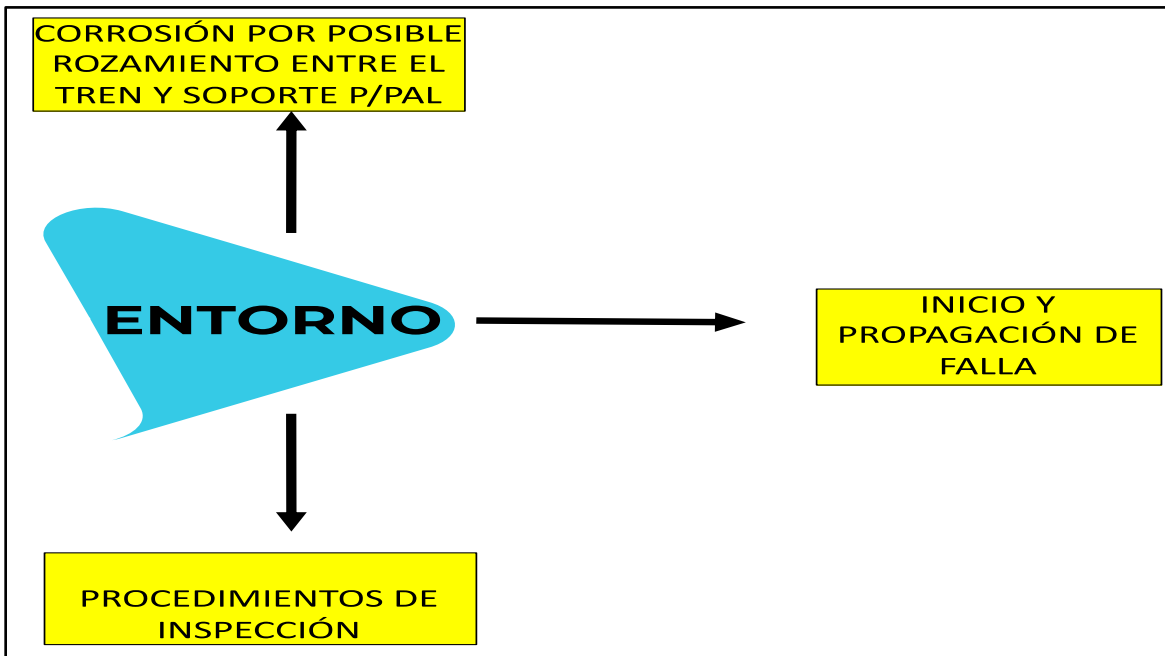 CORROSIÓN POR POSIBLE
ROZAMIENTO ENTRE EL
TREN Y SOPORTE P/PAL
ENTORNO
INICIO Y
PROPAGACIÓN DE
FALLA
PROCEDIMIENTOS DE
INSPECCIÓN